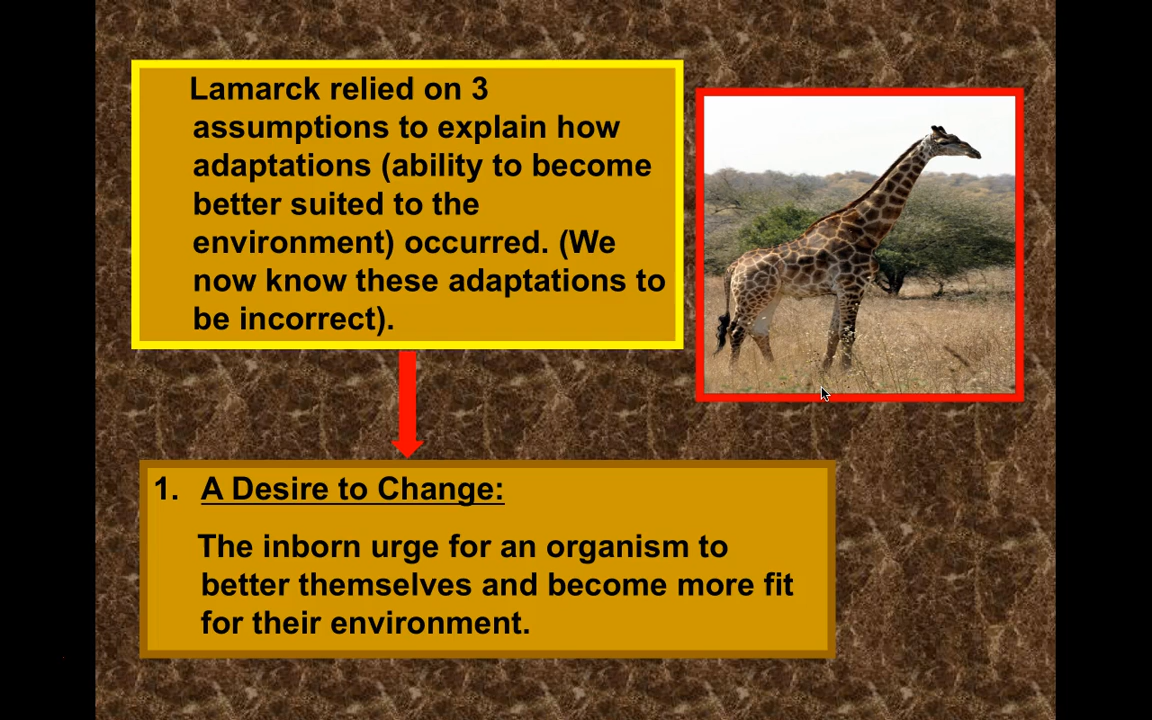 Lamarck relied on 3
assumptions to explain how
adaptations (ability to become
better suited to the
environment) occurred. (We
now know these adaptations to
be incorrect).
1. A Desire to Change:
The inborn urge for an organism to
better themselves and become more fit
for their environment.